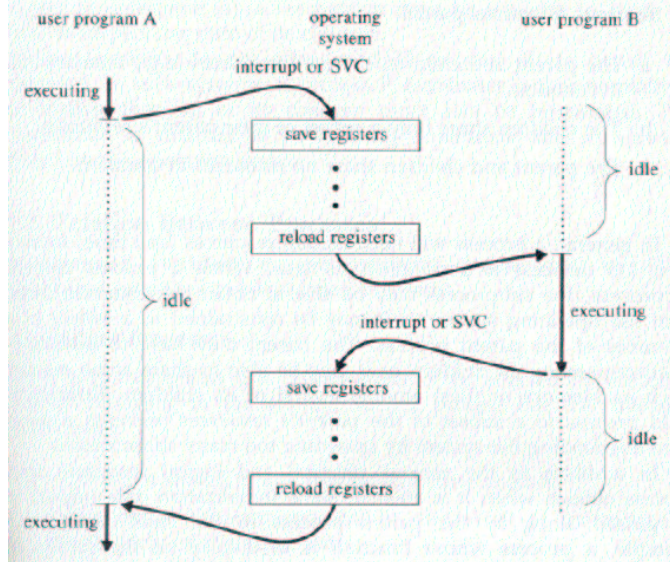 user program A
operating
system
user program B
interrupt or SVC
executing
save registers
idle
reload registers
idle
executing
interrupt or SVC
save registers
idle
reload registers
executing